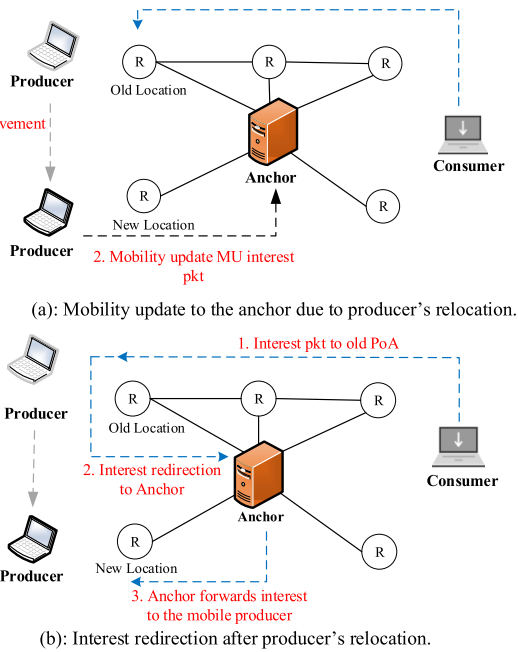 Producer
R
R
R
Old Location
vement
Anchor
Consumer
R
R
Producer
New Location
2. Mobility update MU interest
pkt
(a): Mobility update to the anchor due to producer's relocation.
1. Interest pkt to old PoA
Producer
R
R
R
Old Location
2. Interest redirection
to Anchor
Consumer
Anchor
R
R
Producer
New Location
3. Anchor forwards interest
to the mobile producer
(b): Interest redirection after producer's relocation.